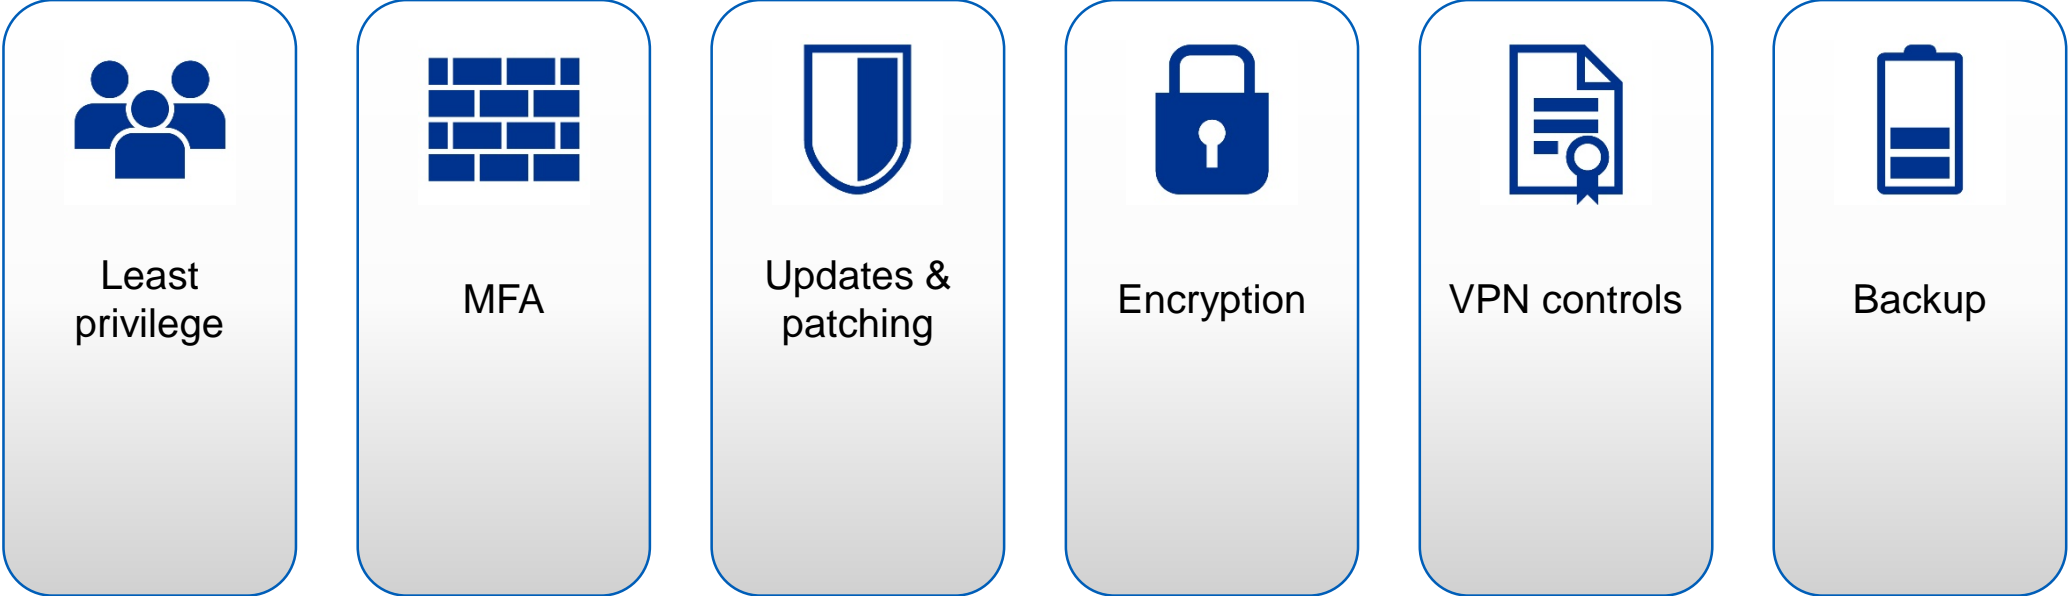 Least
privilege
MFA
Updates &
patching
Encryption
VPN controls
Backup